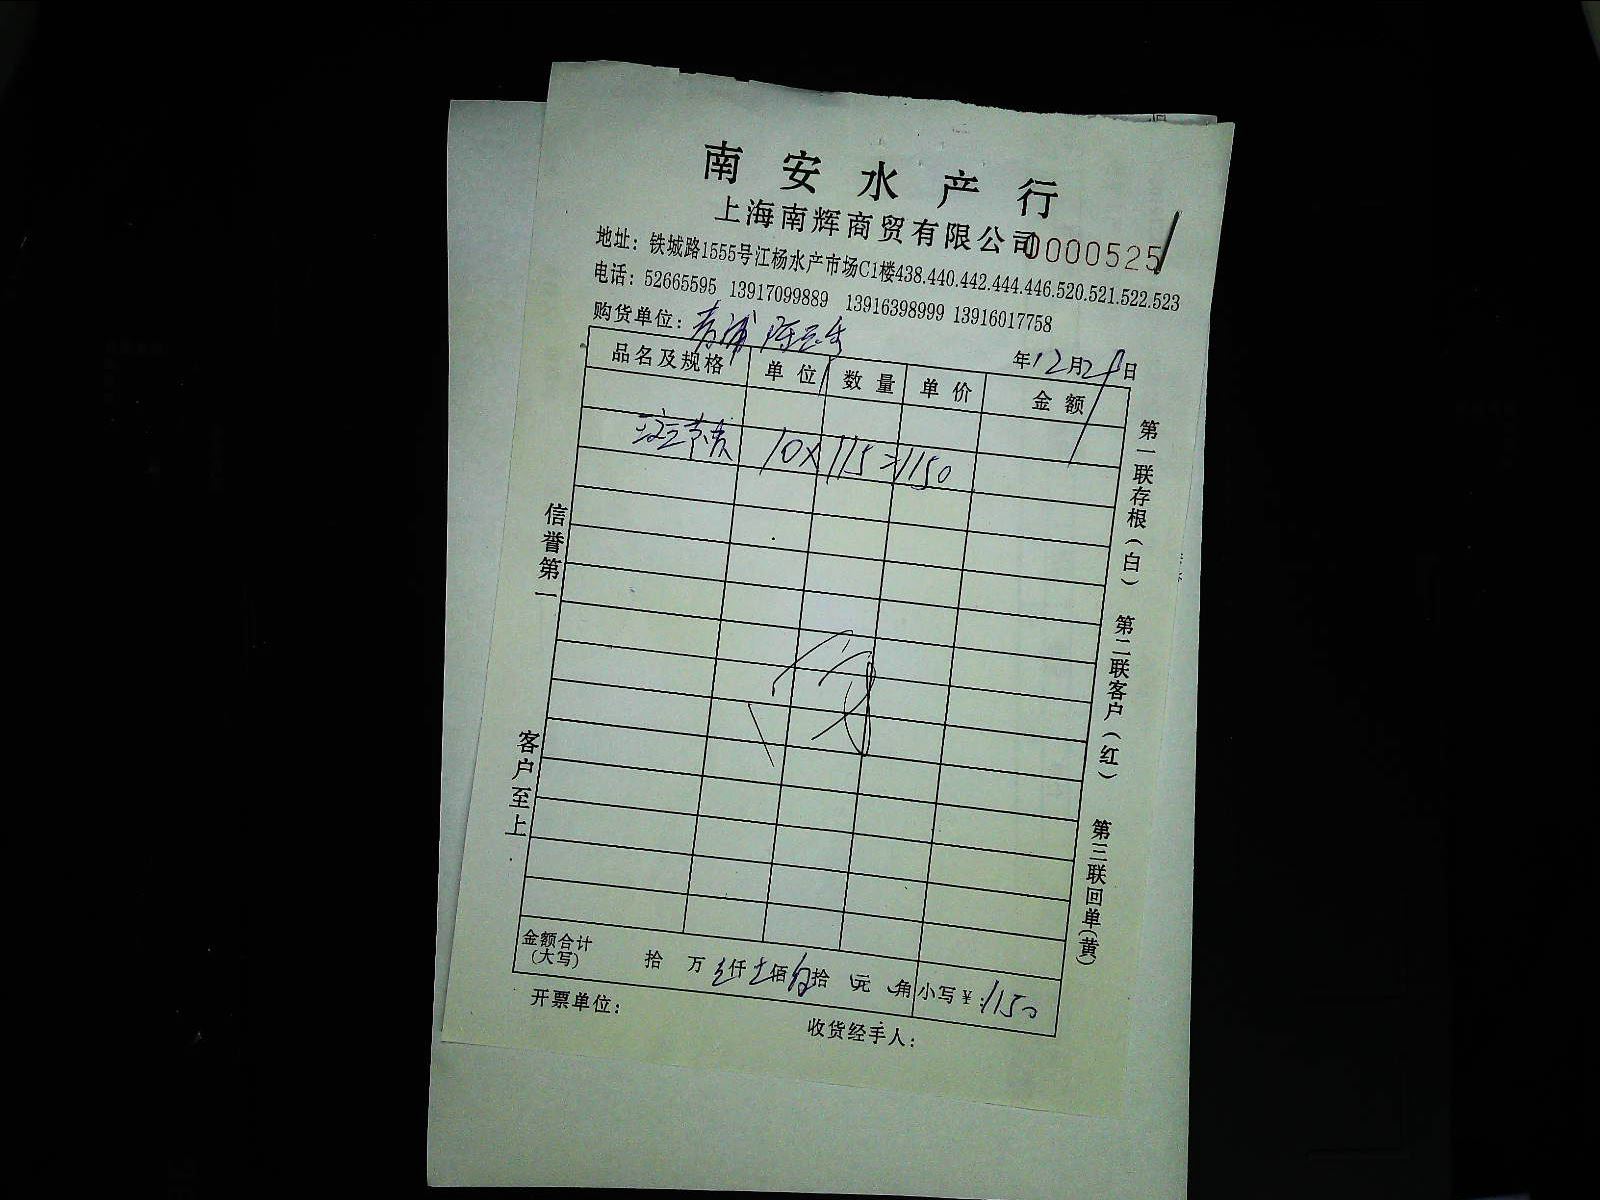 南安水产行
上海南辉商贸有限公司 0000525
地址：铁城路1555号江杨水产市场C1楼438.440.442.444.446.520.521.522.523
电话：52665595 13917099889 13916398999 13916017758
购货单位：青浦
年12月 日
品名及规格 单位 数量 单价 金额
10×115=1150
信誉第一
客户至上
第一联存根（白） 第二联客户（红） 第三联回单（黄）
金额合计（大写） 拾 万 仟 佰 拾 元 角 小写￥：1150
开票单位： 收货经手人：